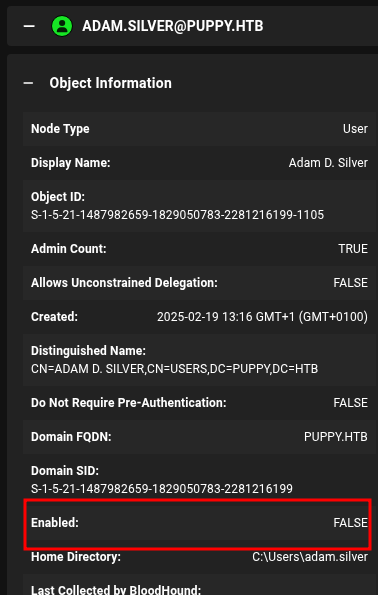 ADAM.SILVER@PUPPY.HTB
Object Information
Node Type User
Display Name: Adam D. Silver
Object ID:
S-1-5-21-1487982659-1829050783-2281216199-1105
Admin Count: TRUE
Allows Unconstrained Delegation: FALSE
Created: 2025-02-19 13:16 GMT+1 (GMT+0100)
Distinguished Name:
CN=ADAM D. SILVER,CN=USERS,DC=PUPPY,DC=HTB
Do Not Require Pre-Authentication: FALSE
Domain FQDN: PUPPY.HTB
Domain SID:
S-1-5-21-1487982659-1829050783-2281216199
Enabled: FALSE
Home Directory: C:\Users\adam.silver
Last Collected by BloodHound: